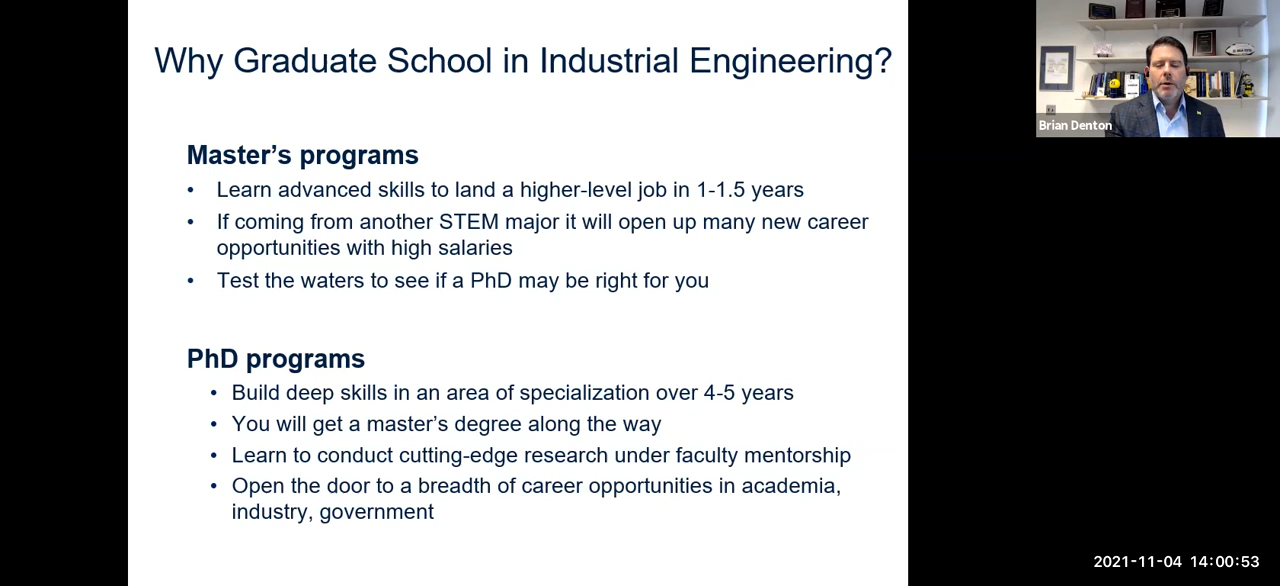 Why Graduate School in Industrial Engineering?
Master’s programs
• Learn advanced skills to land a higher-level job in 1-1.5 years
• If coming from another STEM major it will open up many new career
opportunities with high salaries
• Test the waters to see if a PhD may be right for you
PhD programs
• Build deep skills in an area of specialization over 4-5 years
• You will get a master’s degree along the way
• Learn to conduct cutting-edge research under faculty mentorship
• Open the door to a breadth of career opportunities in academia,
industry, government
Brian Denton
2021-11-04 14:00:53